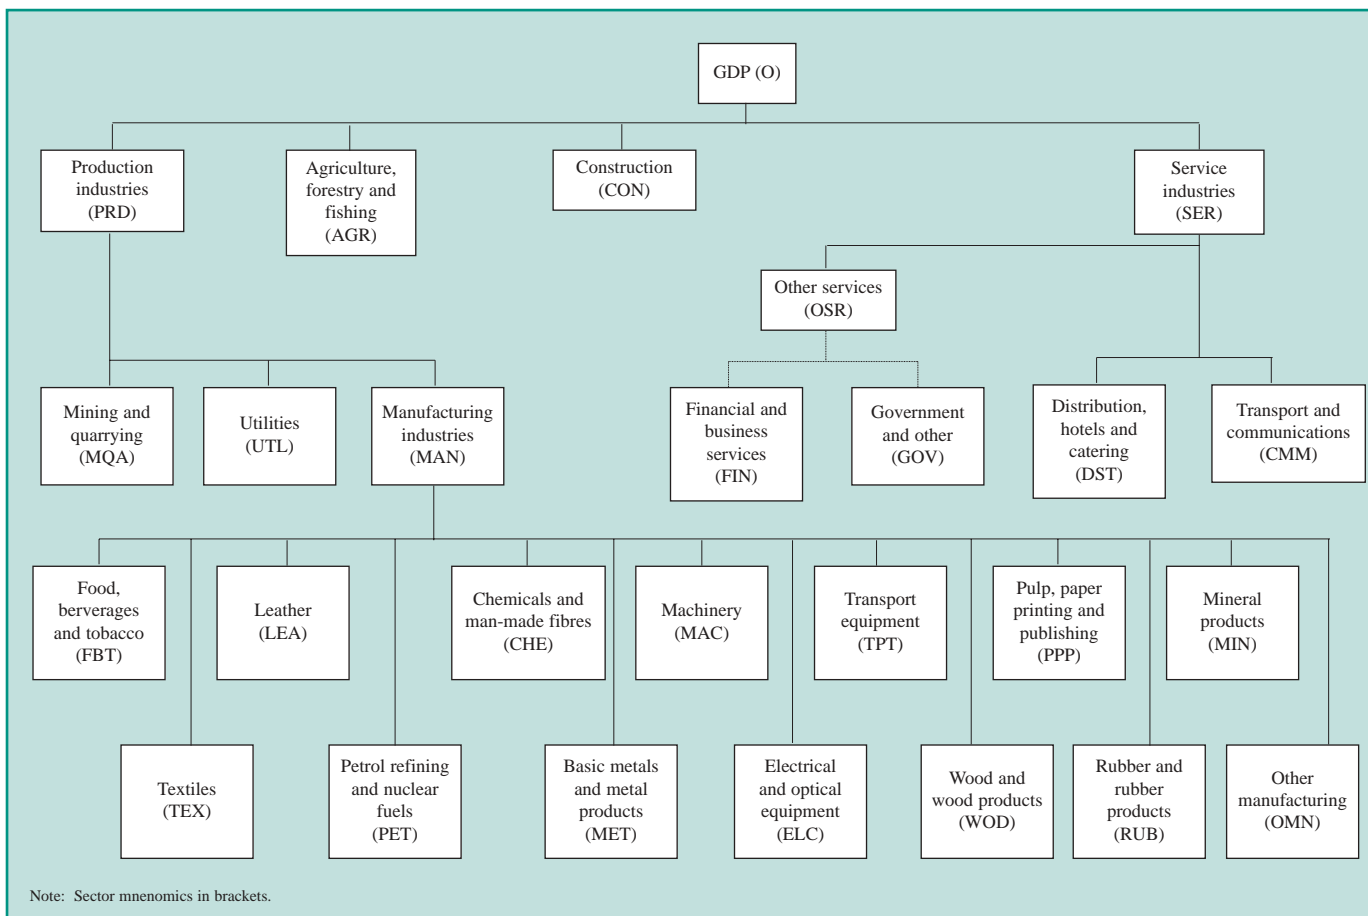 GDP (O)
Production
industries
(PRD)
Agriculture,
forestry and
fishing
(AGR)
Construction
(CON)
Service
industries
(SER)
Other services
(OSR)
Mining and
quarrying
(MQA)
Utilities
(UTL)
Manufacturing
industries
(MAN)
Financial and
business
services
(FIN)
Government
and other
(GOV)
Distribution,
hotels and
catering
(DST)
Transport and
communications
(CMM)
Food,
berverages
and tobacco
(FBT)
Leather
(LEA)
Chemicals and
man-made fibres
(CHE)
Machinery
(MAC)
Transport
equipment
(TPT)
Pulp, paper
printing and
publishing
(PPP)
Mineral
products
(MIN)
Textiles
(TEX)
Petrol refining
and nuclear
fuels
(PET)
Basic metals
and metal
products
(MET)
Electrical
and optical
equipment
(ELC)
Wood and
wood products
(WOD)
Rubber and
rubber
products
(RUB)
Other
manufacturing
(OMN)
Note: Sector mnenomics in brackets.